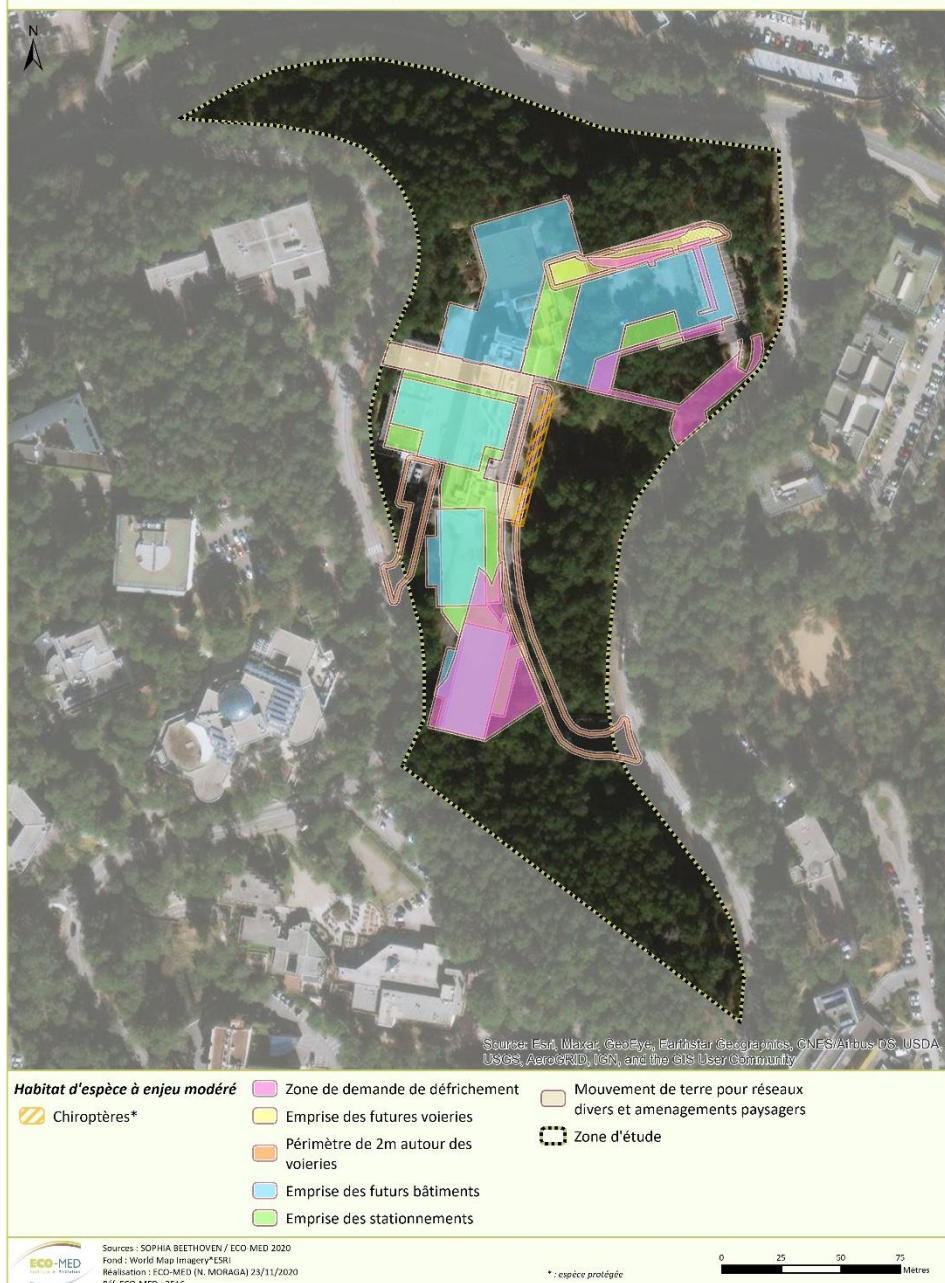 N
Source: Esri, Maxar, GeoEye, Earthstar Geographics, CNES/Airbus DS, USDA,
USGS, AeroGRID, IGN, and the GIS User Community
Habitat d'espèce à enjeu modéré
Chiroptères*
Zone de demande de défrichement
Emprise des futures voieries
Périmètre de 2m autour des
voieries
Emprise des futurs bâtiments
Emprise des stationnements
Mouvement de terre pour réseaux
divers et amenagements paysagers
Zone d'étude
ECO-MED
Sources : SOPHIA BEETHOVEN / ECO-MED 2020
Fond : World Map Imagery*ESRI
Réalisation : ECO-MED (N. MORAGA) 23/11/2020
* : espèce protégée
0 25 50 75
Mètres